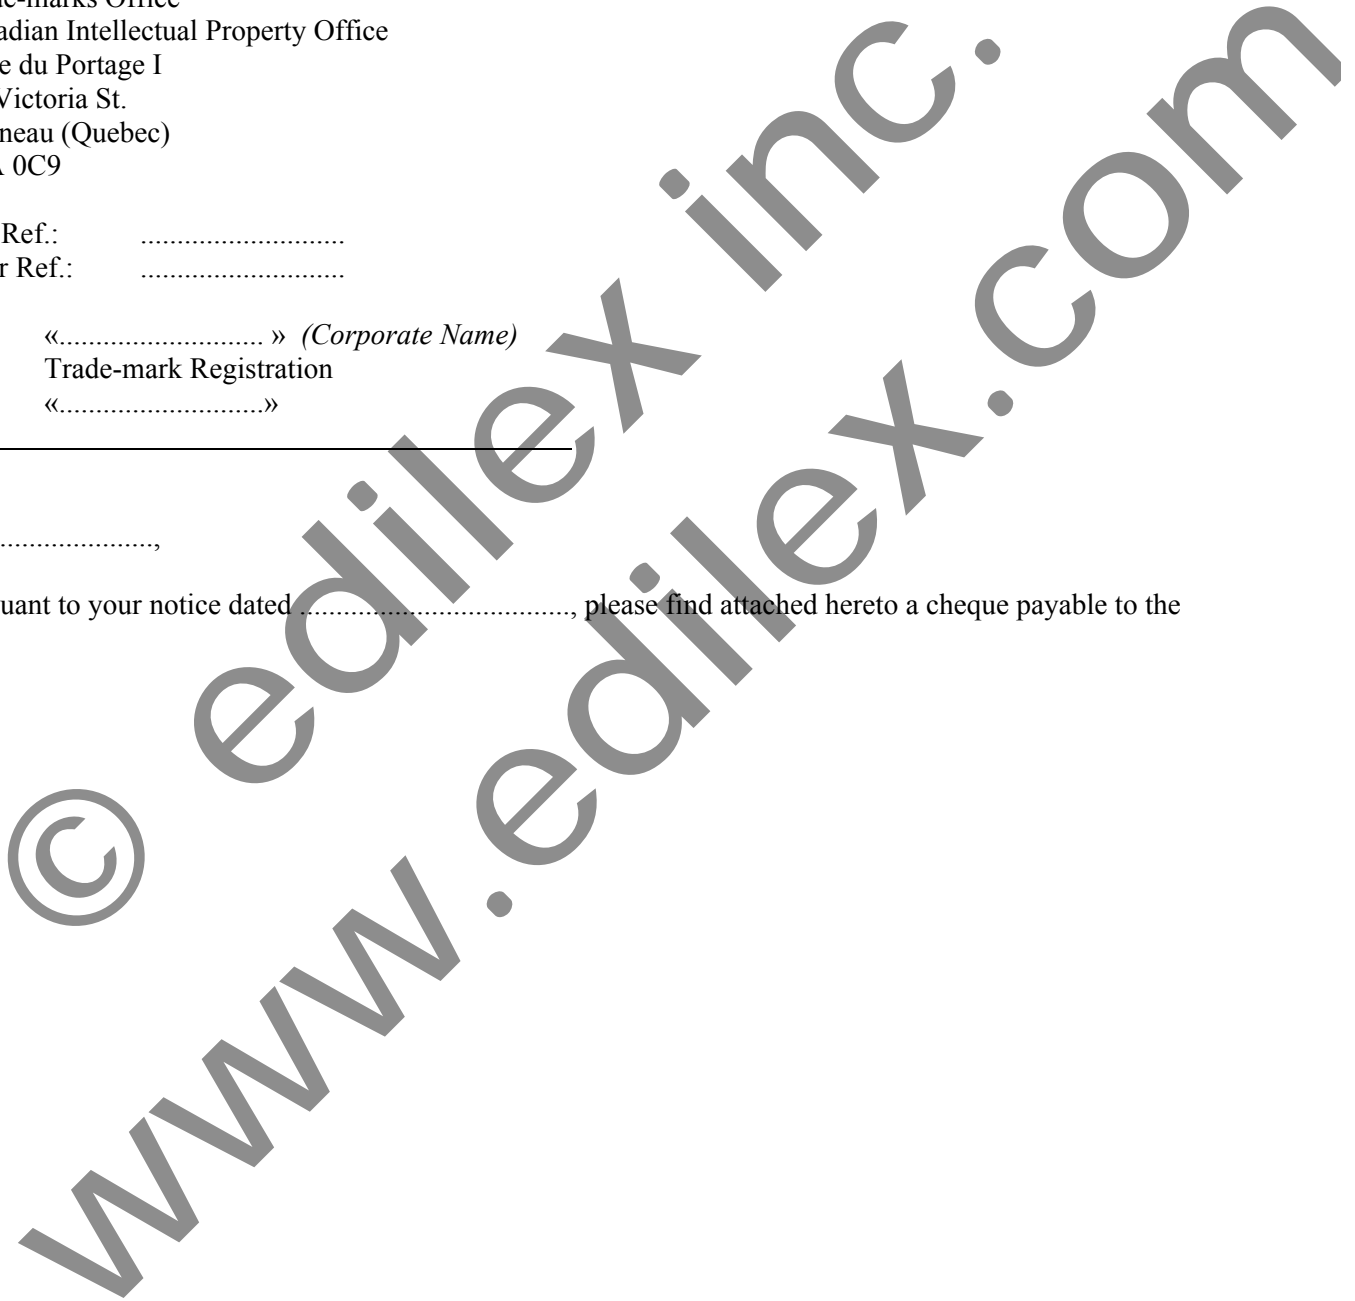 de-marks Office
adian Intellectual Property Office
e du Portage I
Victoria St.
neau (Quebec)
A 0C9
Ref.: ............................
r Ref.: ............................
«............................ » (Corporate Name)
Trade-mark Registration
«............................»
....................,
uant to your notice dated ....................................., please find attached hereto a cheque payable to the
© edilex inc.
www.edilex.com